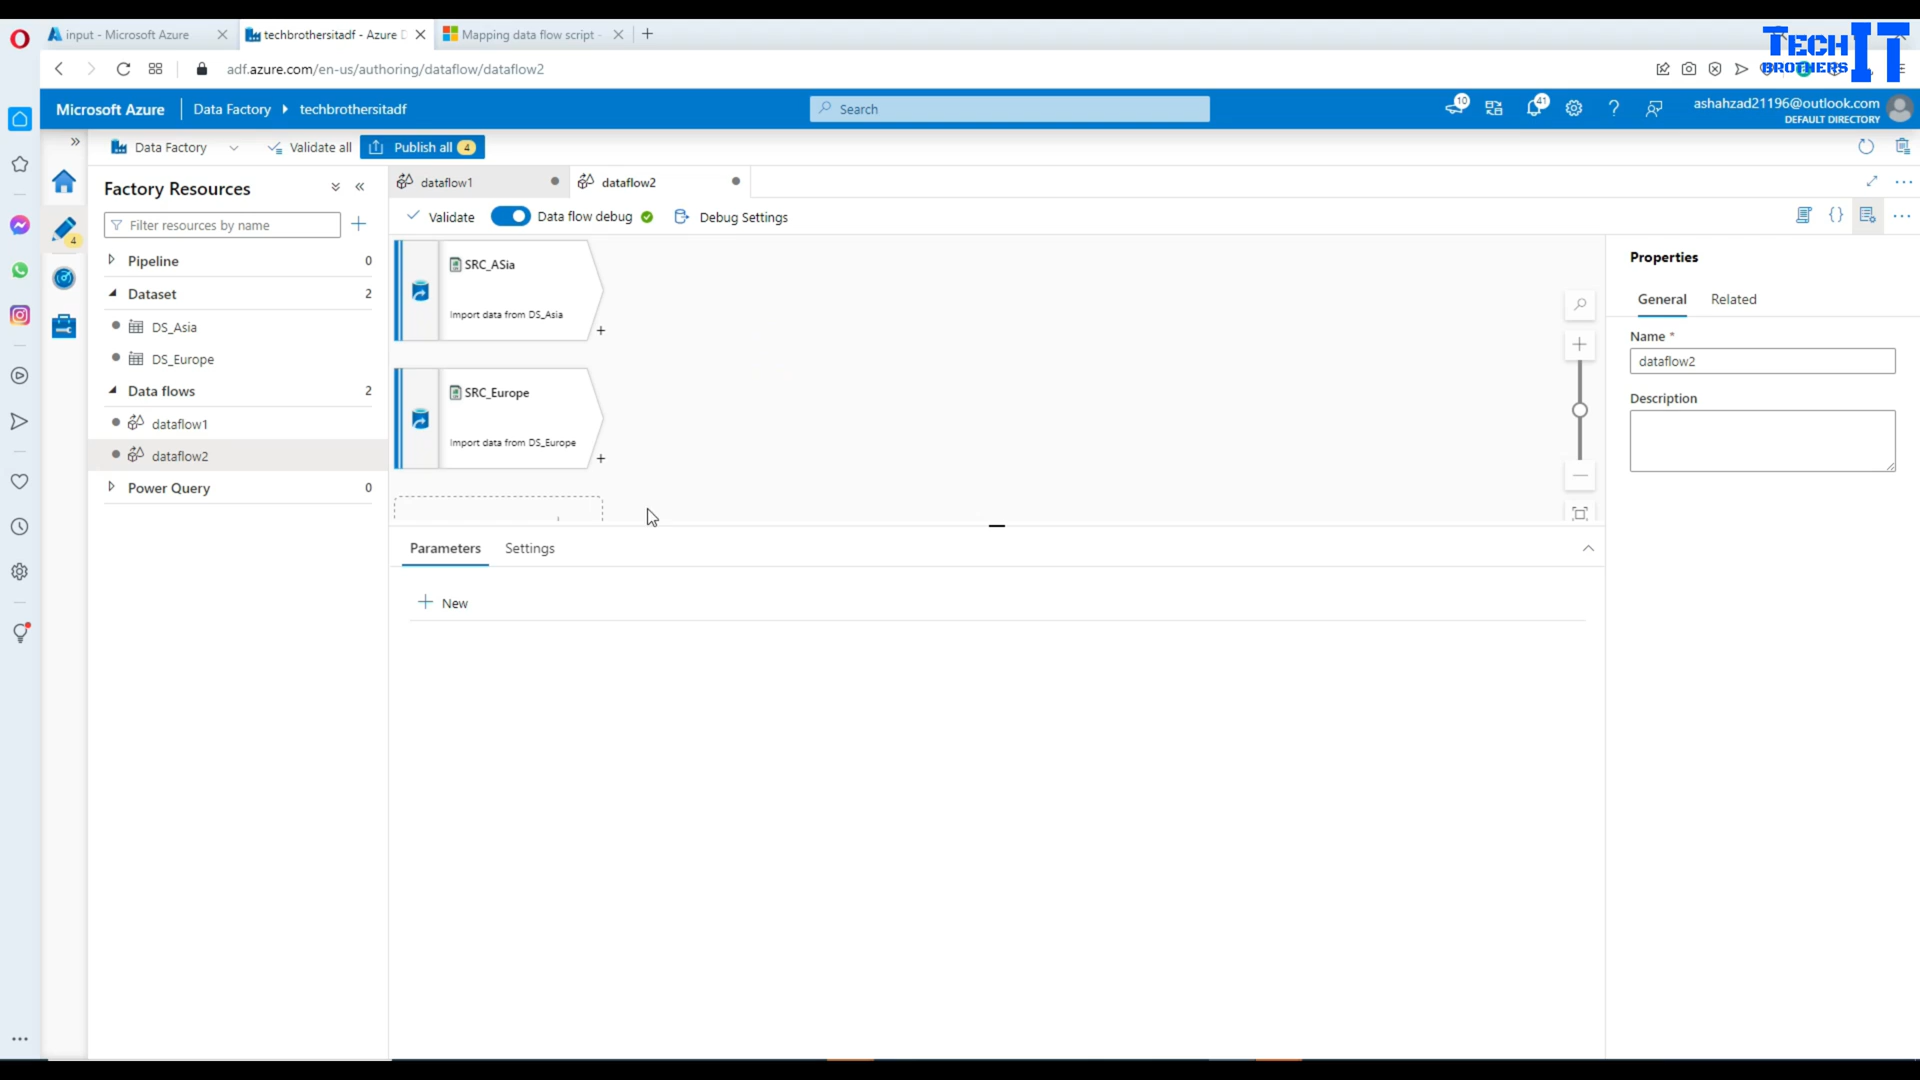 input - Microsoft Azure
techbrothersitadf - Azure D
Mapping data flow script -
TECH IT
BROTHERS
adf.azure.com/en-us/authoring/dataflow/dataflow2
Microsoft Azure
Data Factory
techbrothersitadf
Search
10
41
ashahzad21196@outlook.com
DEFAULT DIRECTORY
Data Factory
Validate all
Publish all
4
Factory Resources
Filter resources by name
4
Pipeline
0
Dataset
2
DS_Asia
DS_Europe
Data flows
2
dataflow1
dataflow2
Power Query
0
dataflow1
dataflow2
Validate
Data flow debug
Debug Settings
SRC_ASia
Import data from DS_Asia
SRC_Europe
Import data from DS_Europe
Parameters
Settings
New
Properties
General
Related
Name *
dataflow2
Description